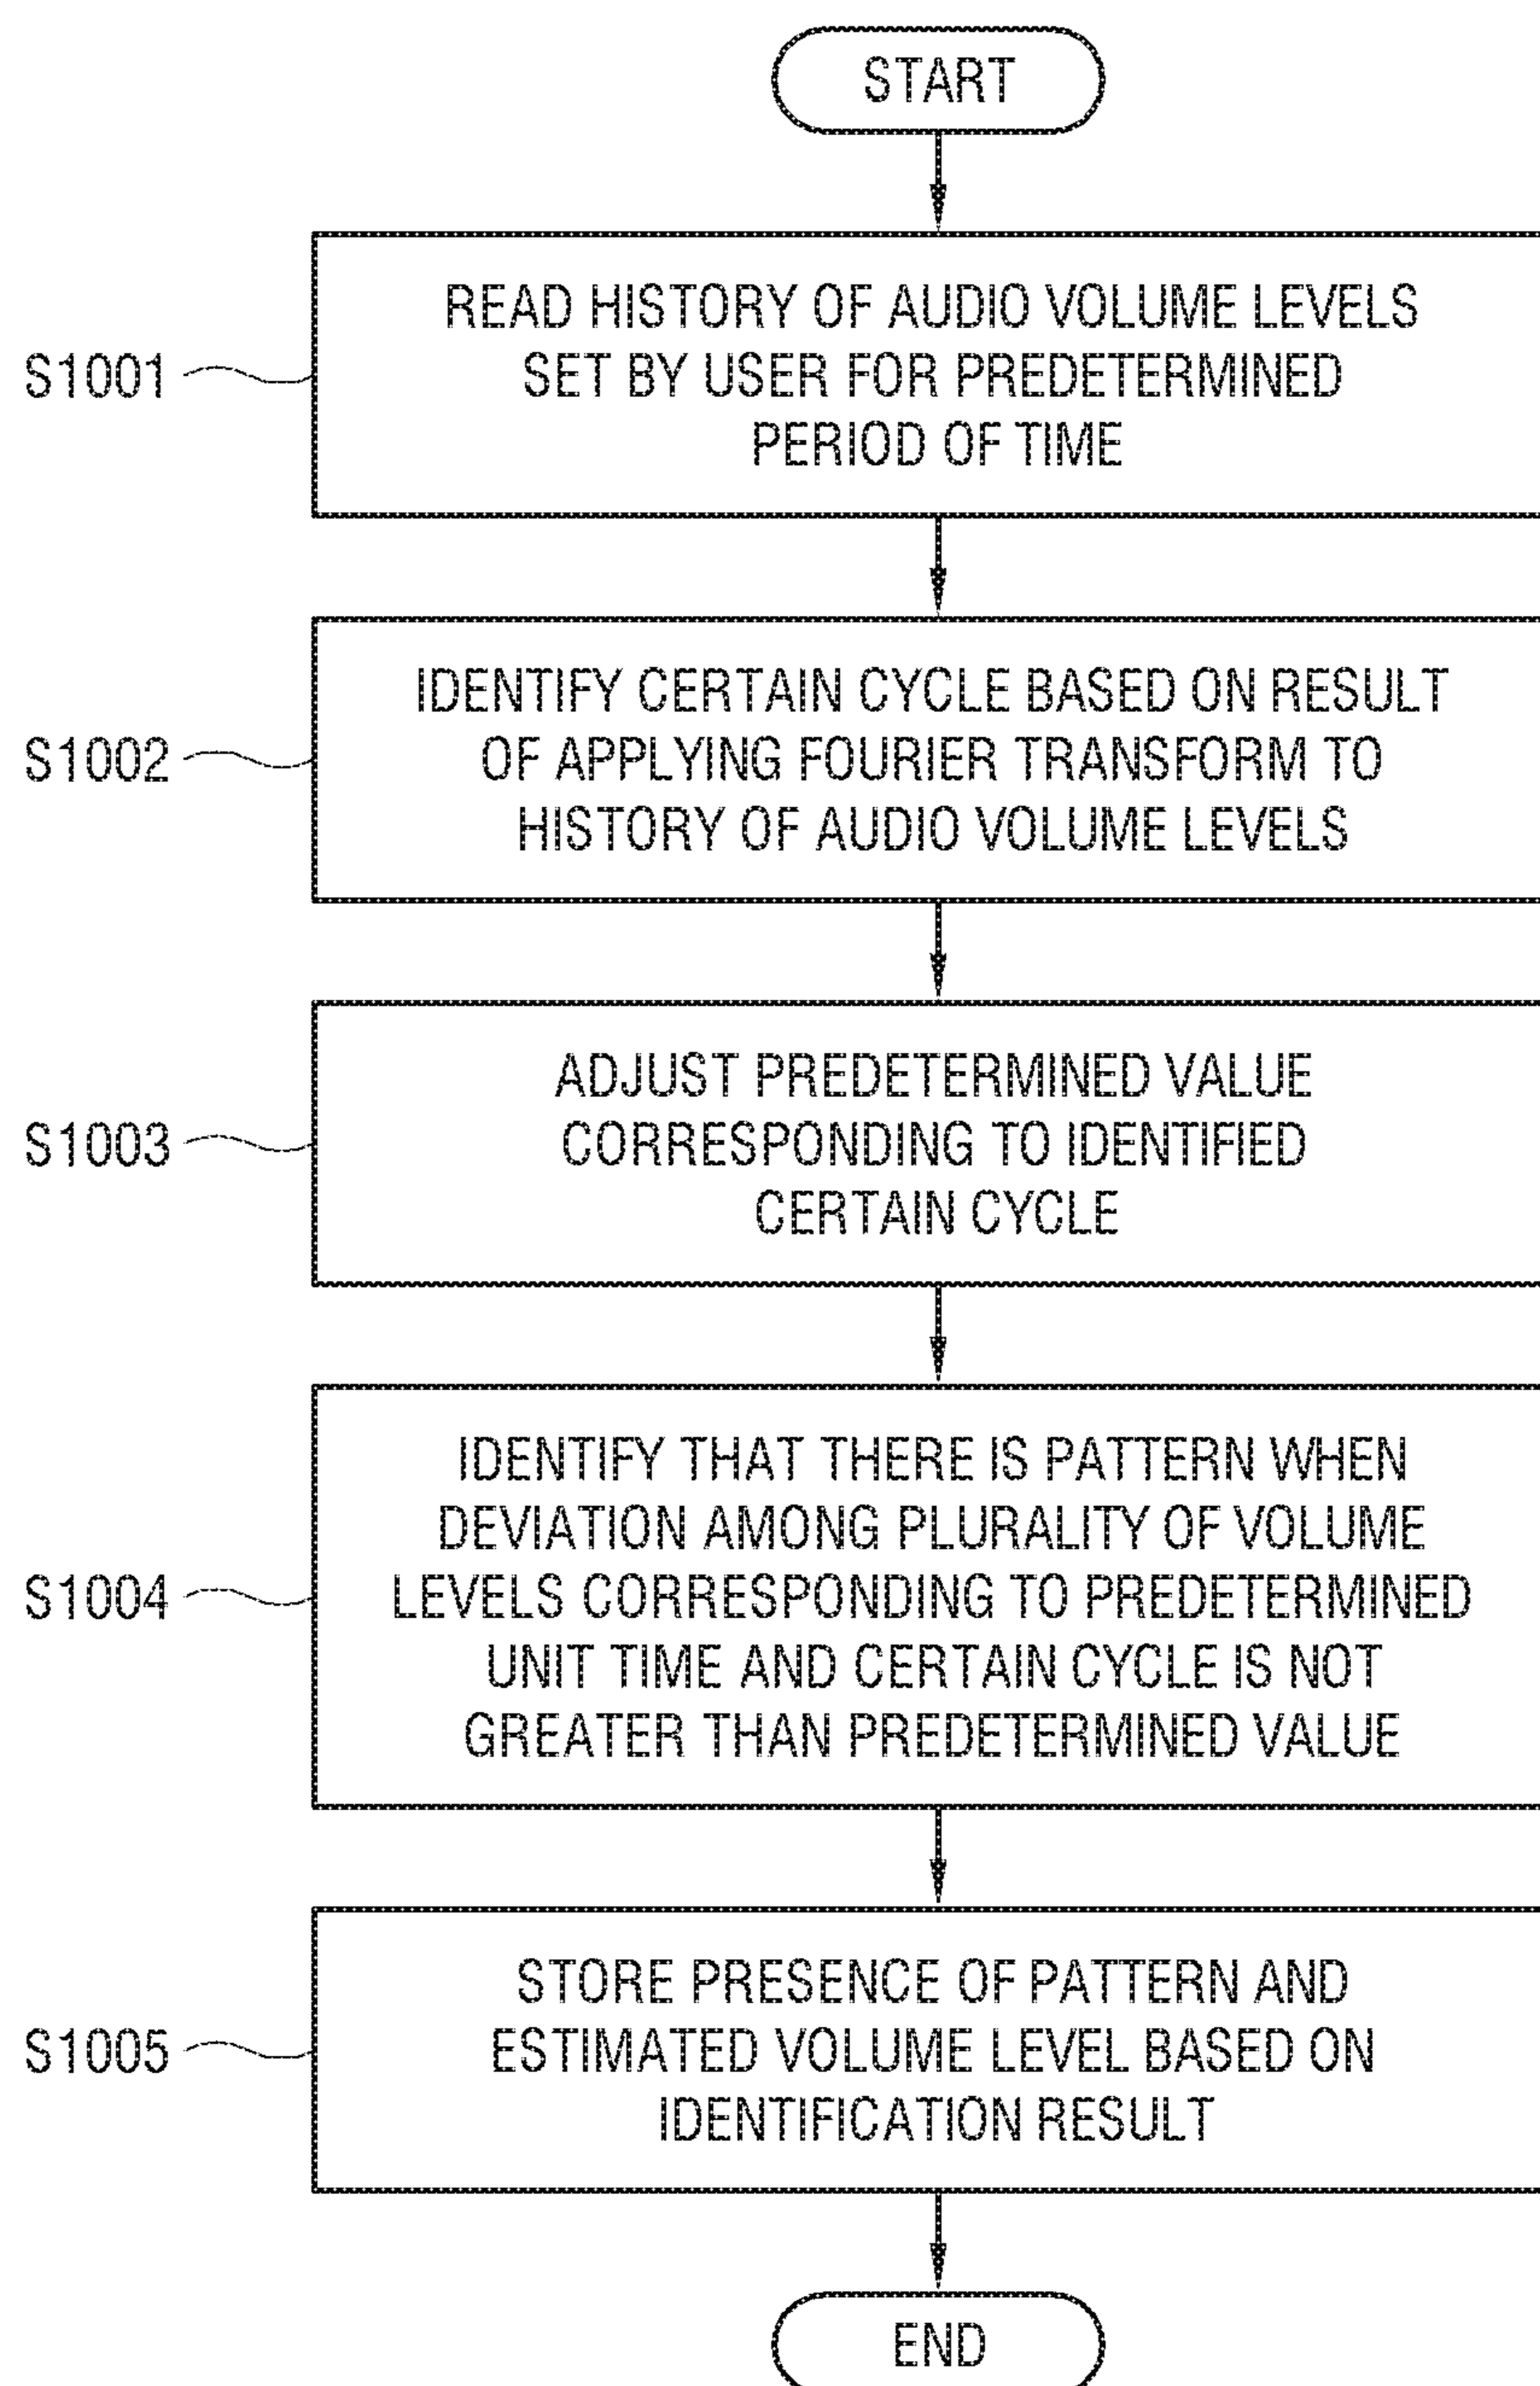 START
S1001
READ HISTORY OF AUDIO VOLUME LEVELS
SET BY USER FOR PREDETERMINED
PERIOD OF TIME
S1002
IDENTIFY CERTAIN CYCLE BASED ON RESULT
OF APPLYING FOURIER TRANSFORM TO
HISTORY OF AUDIO VOLUME LEVELS
S1003
ADJUST PREDETERMINED VALUE
CORRESPONDING TO IDENTIFIED
CERTAIN CYCLE
S1004
IDENTIFY THAT THERE IS PATTERN WHEN
DEVIATION AMONG PLURALITY OF VOLUME
LEVELS CORRESPONDING TO PREDETERMINED
UNIT TIME AND CERTAIN CYCLE IS NOT
GREATER THAN PREDETERMINED VALUE
S1005
STORE PRESENCE OF PATTERN AND
ESTIMATED VOLUME LEVEL BASED ON
IDENTIFICATION RESULT
END